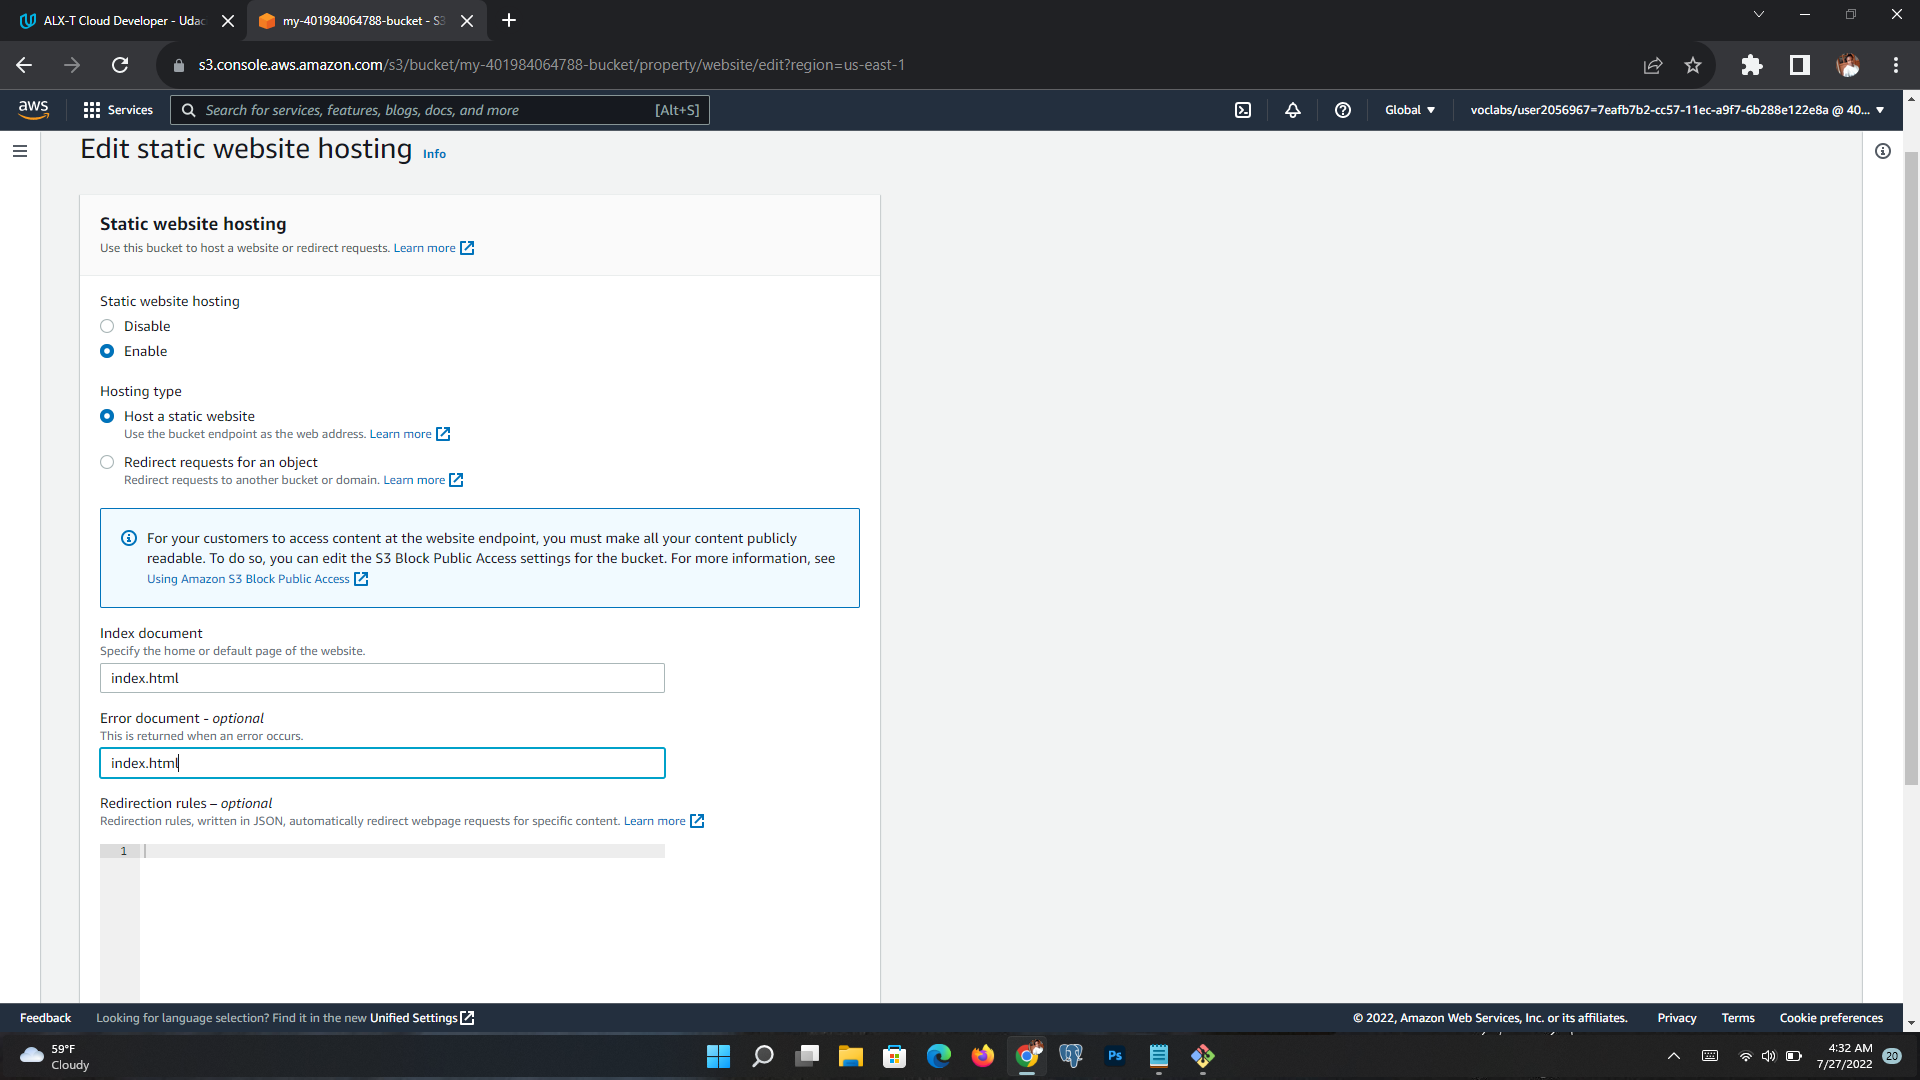 ALX-T Cloud Developer - Udac
my-401984064788-bucket - S3
s3.console.aws.amazon.com/s3/bucket/my-401984064788-bucket/property/website/edit?region=us-east-1
aws
Services
Search for services, features, blogs, docs, and more
[Alt+S]
Global
voclabs/user2056967=7eafb7b2-cc57-11ec-a9f7-6b288e122e8a @ 40...
Edit static website hosting Info
Static website hosting
Use this bucket to host a website or redirect requests. Learn more
Static website hosting
Disable
Enable
Hosting type
Host a static website
Use the bucket endpoint as the web address. Learn more
Redirect requests for an object
Redirect requests to another bucket or domain. Learn more
For your customers to access content at the website endpoint, you must make all your content publicly
readable. To do so, you can edit the S3 Block Public Access settings for the bucket. For more information, see
Using Amazon S3 Block Public Access
Index document
Specify the home or default page of the website.
index.html
Error document - optional
This is returned when an error occurs.
index.html
Redirection rules – optional
Redirection rules, written in JSON, automatically redirect webpage requests for specific content. Learn more
1
Feedback
Looking for language selection? Find it in the new Unified Settings
© 2022, Amazon Web Services, Inc. or its affiliates.
Privacy
Terms
Cookie preferences
59°F
Cloudy
Ps
4:32 AM
7/27/2022
20